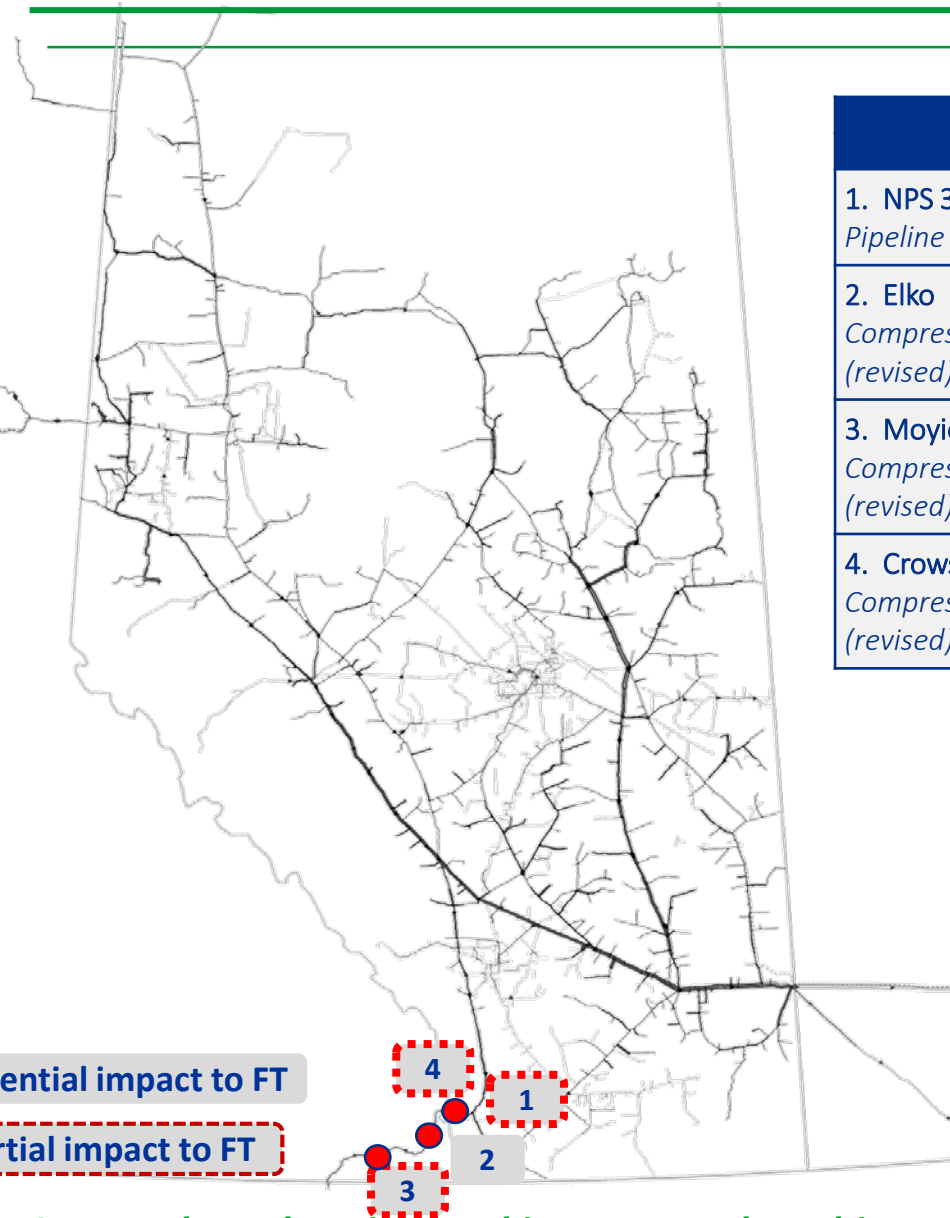 1. NPS 3
Pipeline
2. Elko
Compres
(revised)
3. Moyie
Compres
(revised)
4. Crows
Compres
(revised)
ential impact to FT
rtial impact to FT
4
1
2
3